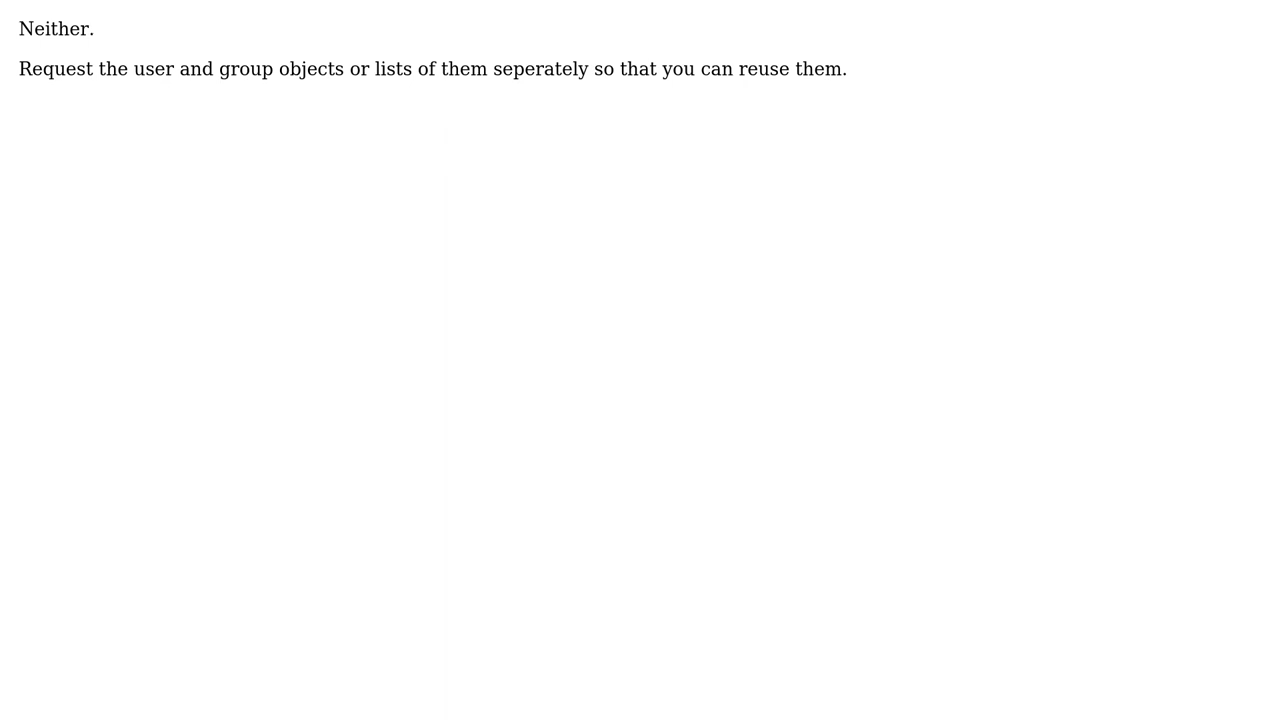 Neither.
Request the user and group objects or lists of them seperately so that you can reuse them.